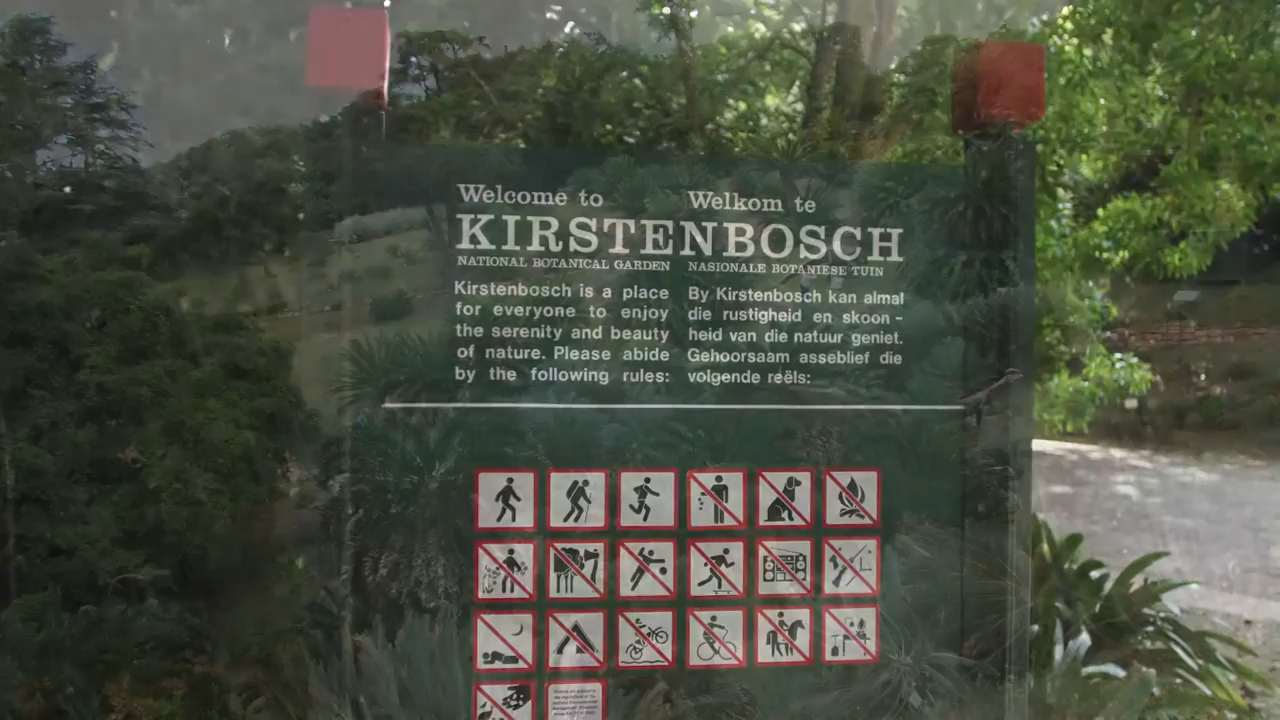 Welcome to
Welkom te
KIRSTENBOSCH
NATIONAL BOTANICAL GARDEN
NASIONALE BOTANIESE TUIN
Kirstenbosch is a place
for everyone to enjoy
the serenity and beauty
of nature. Please abide
by the following rules:
By Kirstenbosch kan almal
die rustigheid en skoon-
heid van die natuur geniet.
Gehoorsaam asseblief die
volgende reëls: